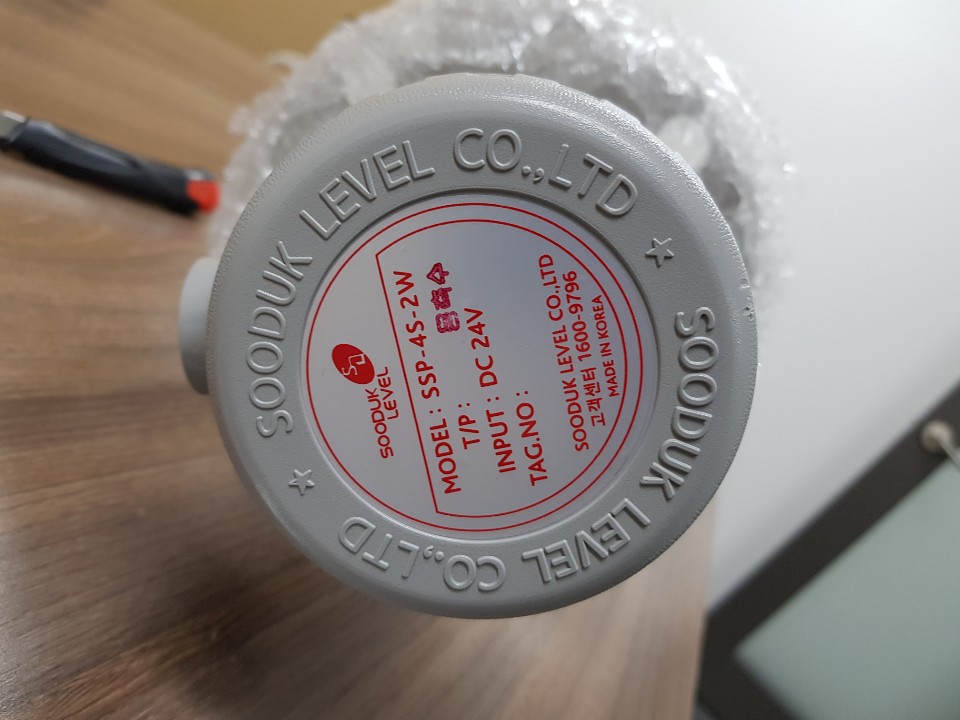 SOODUK LEVEL CO.,LTD
SOODUK LEVEL CO.,LTD
SOODUK
LEVEL
MODEL : SSP-4S-2W
T/P :
INPUT : DC 24V
TAG.NO :
SOODUK LEVEL CO.,LTD
고객센터 1600-9796
MADE IN KOREA